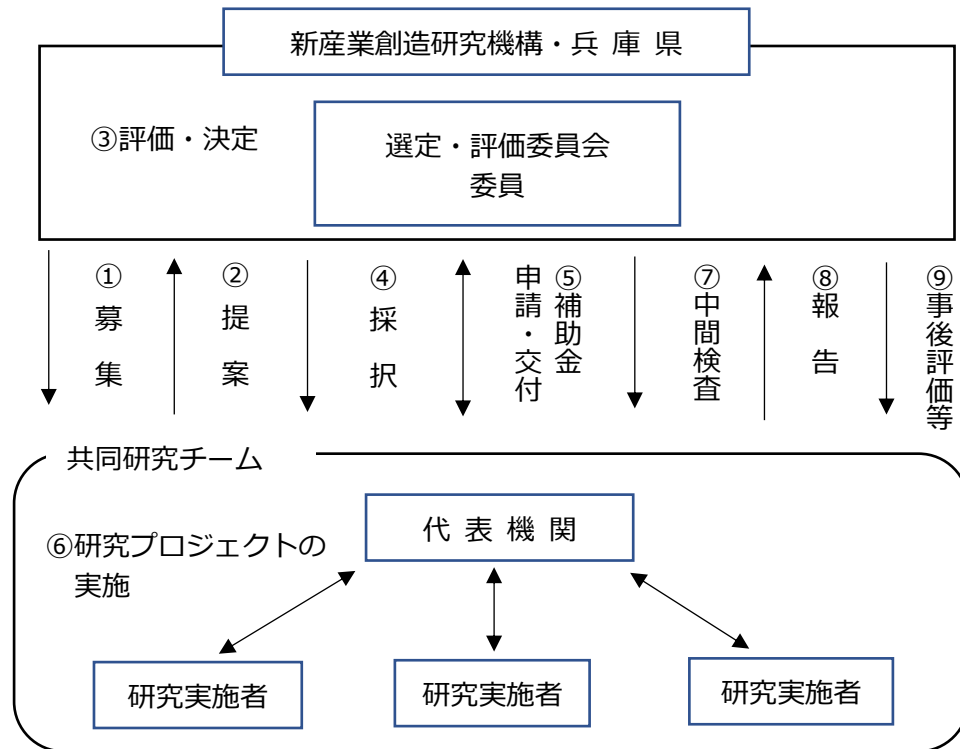 新産業創造研究機構・兵 庫 県
③評価・決定
選定・評価委員会
委員
①募集
②提案
④採択
⑤補助金
申請・交付
⑦中間検査
⑧報告
⑨事後評価等
共同研究チーム
代 表 機 関
⑥研究プロジェクトの
実施
研究実施者
研究実施者
研究実施者